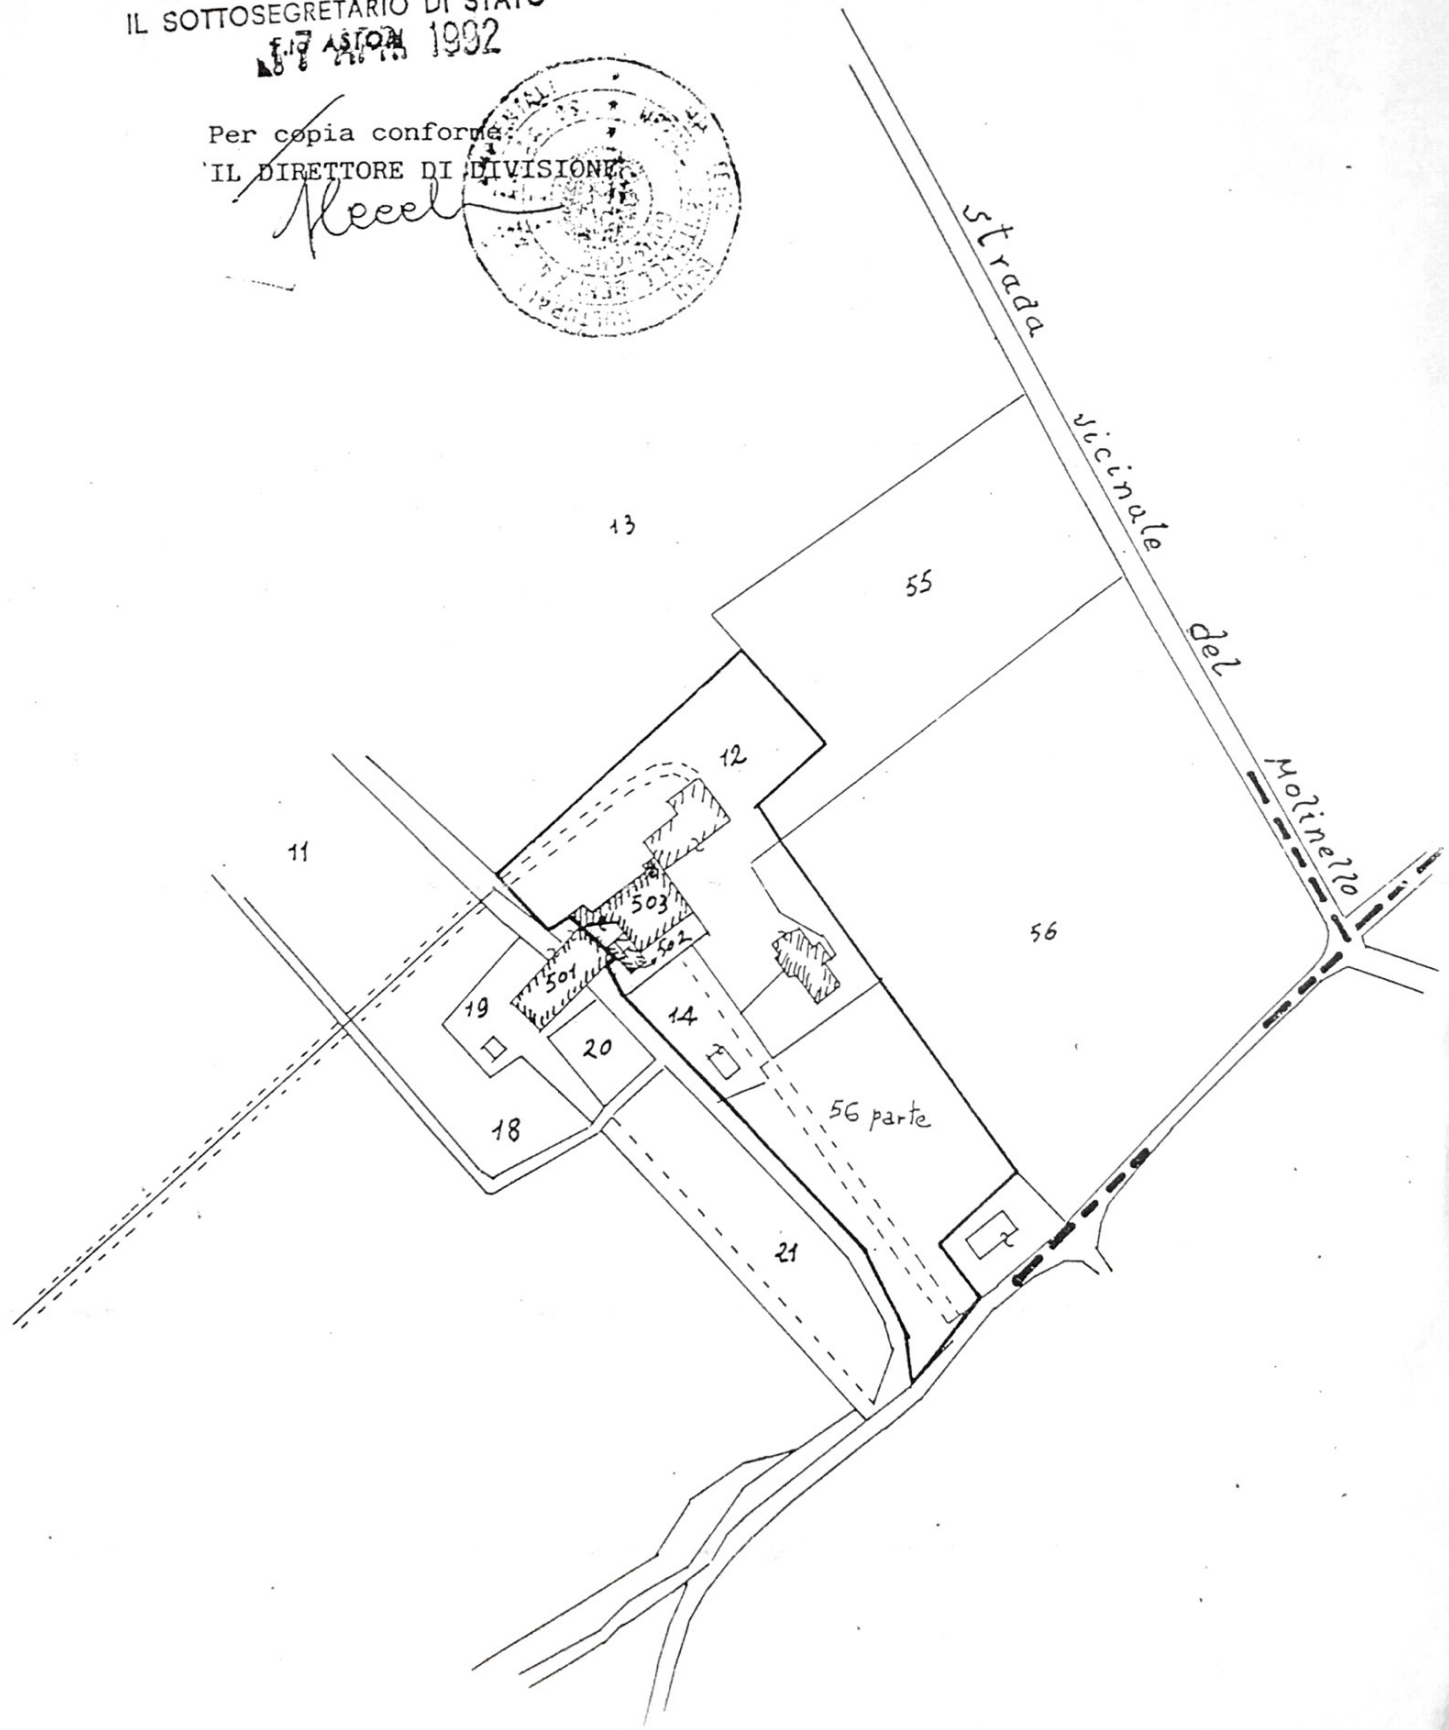 IL SOTTOSEGRETARIO DI STATO
1992
Per copia conforme
IL DIRETTORE DI DIVISIONE
strada vicinale del Molinello
13
55
12
11
503
502
501
56
19
14
20
56 parte
18
21